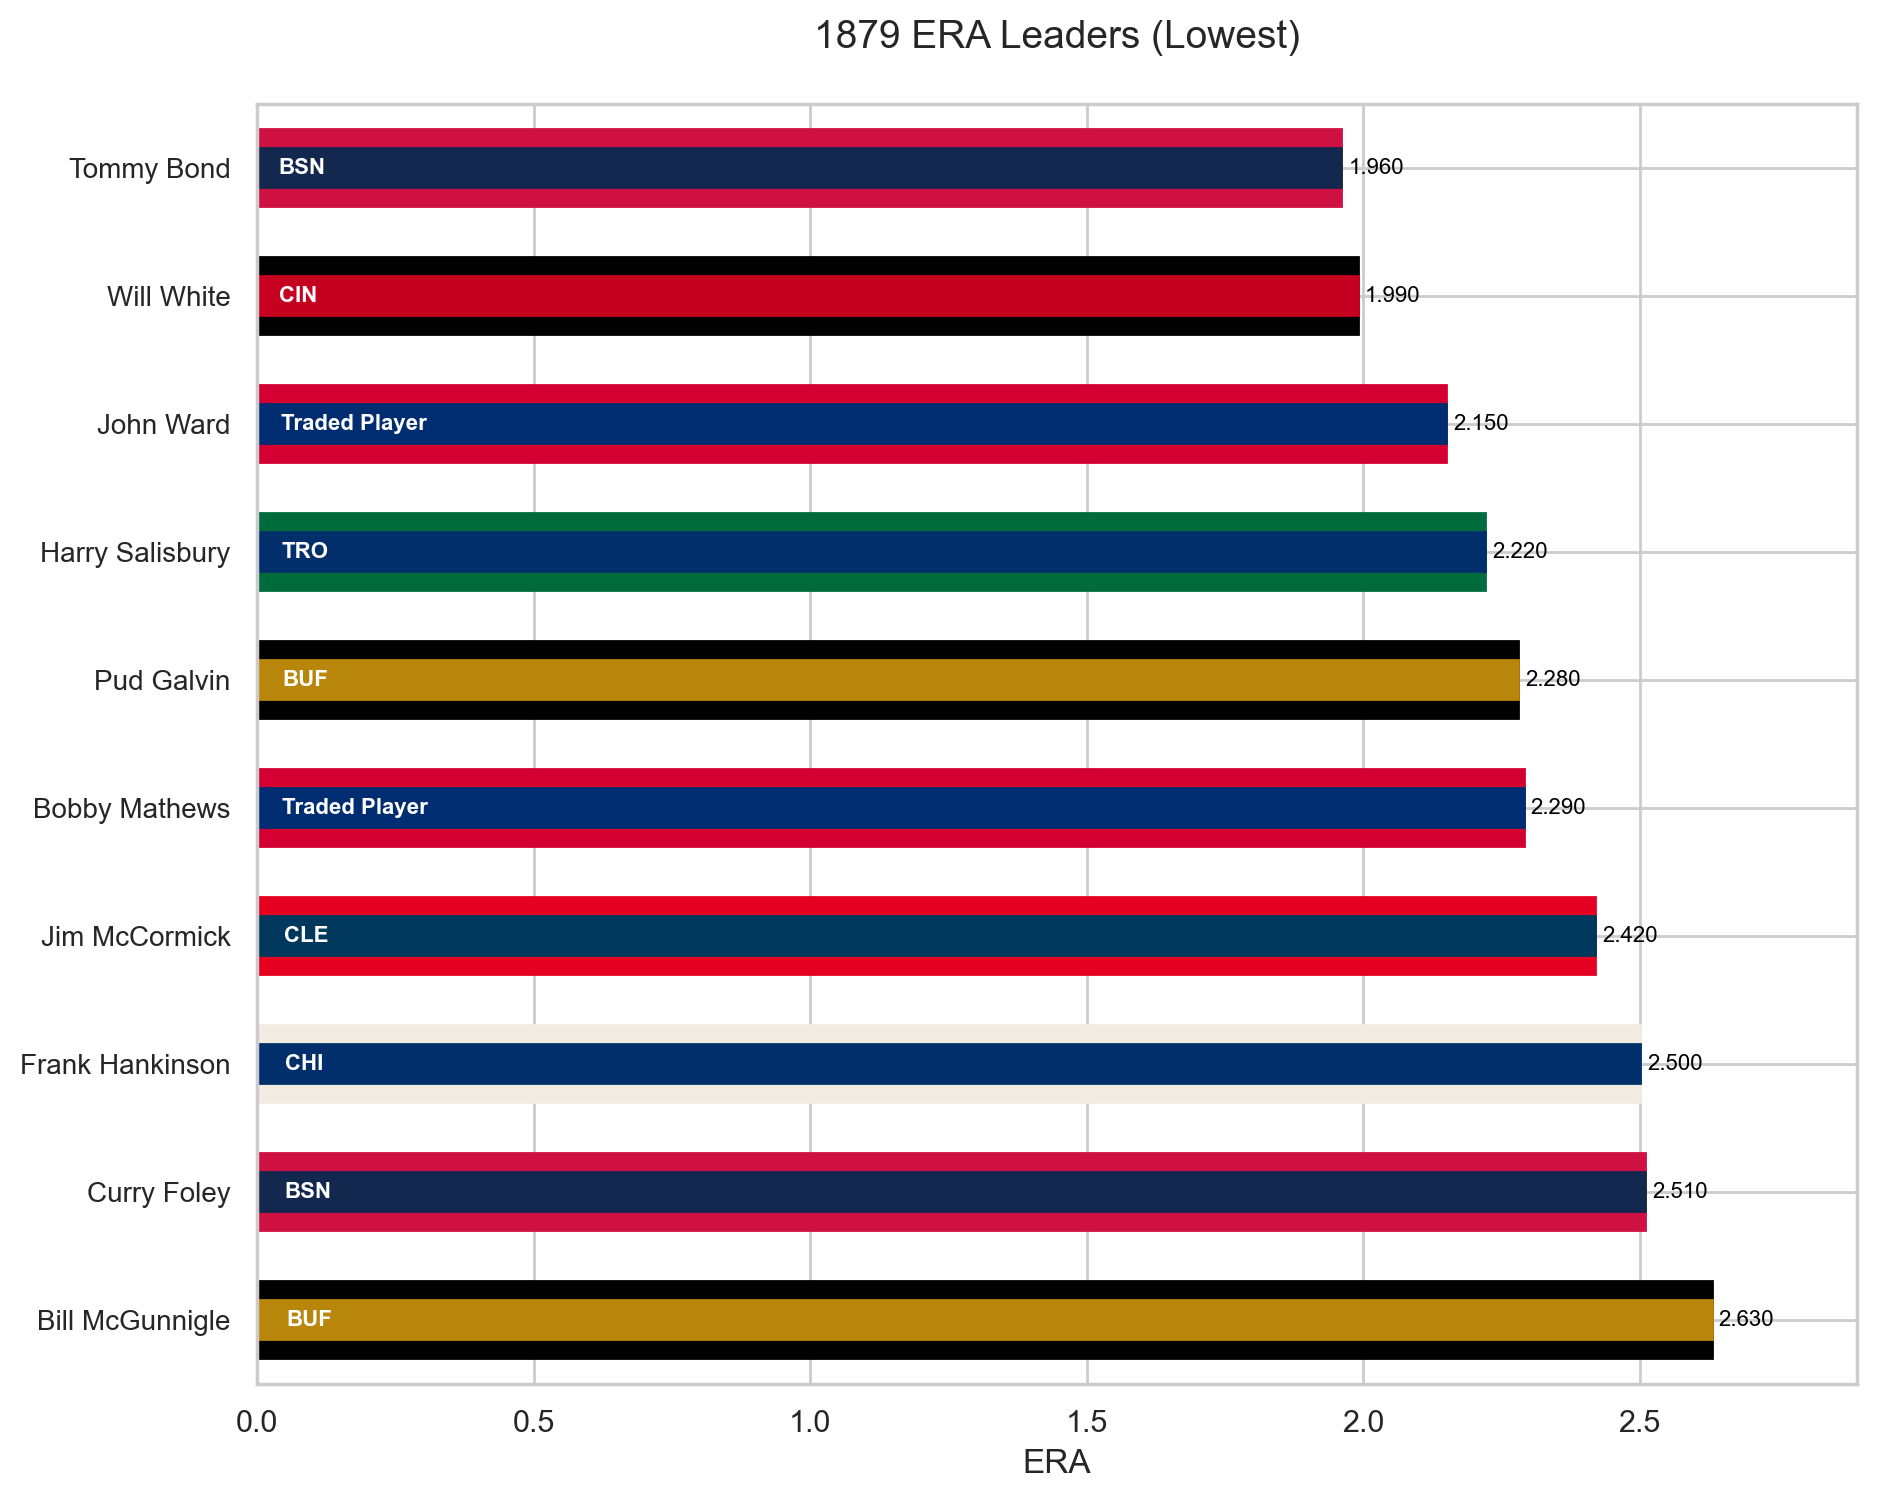 1879 ERA Leaders (Lowest)
Tommy Bond BSN 1.960
Will White CIN 1.990
John Ward Traded Player 2.150
Harry Salisbury TRO 2.220
Pud Galvin BUF 2.280
Bobby Mathews Traded Player 2.290
Jim McCormick CLE 2.420
Frank Hankinson CHI 2.500
Curry Foley BSN 2.510
Bill McGunnigle BUF 2.630
0.0 0.5 1.0 1.5 2.0 2.5
ERA